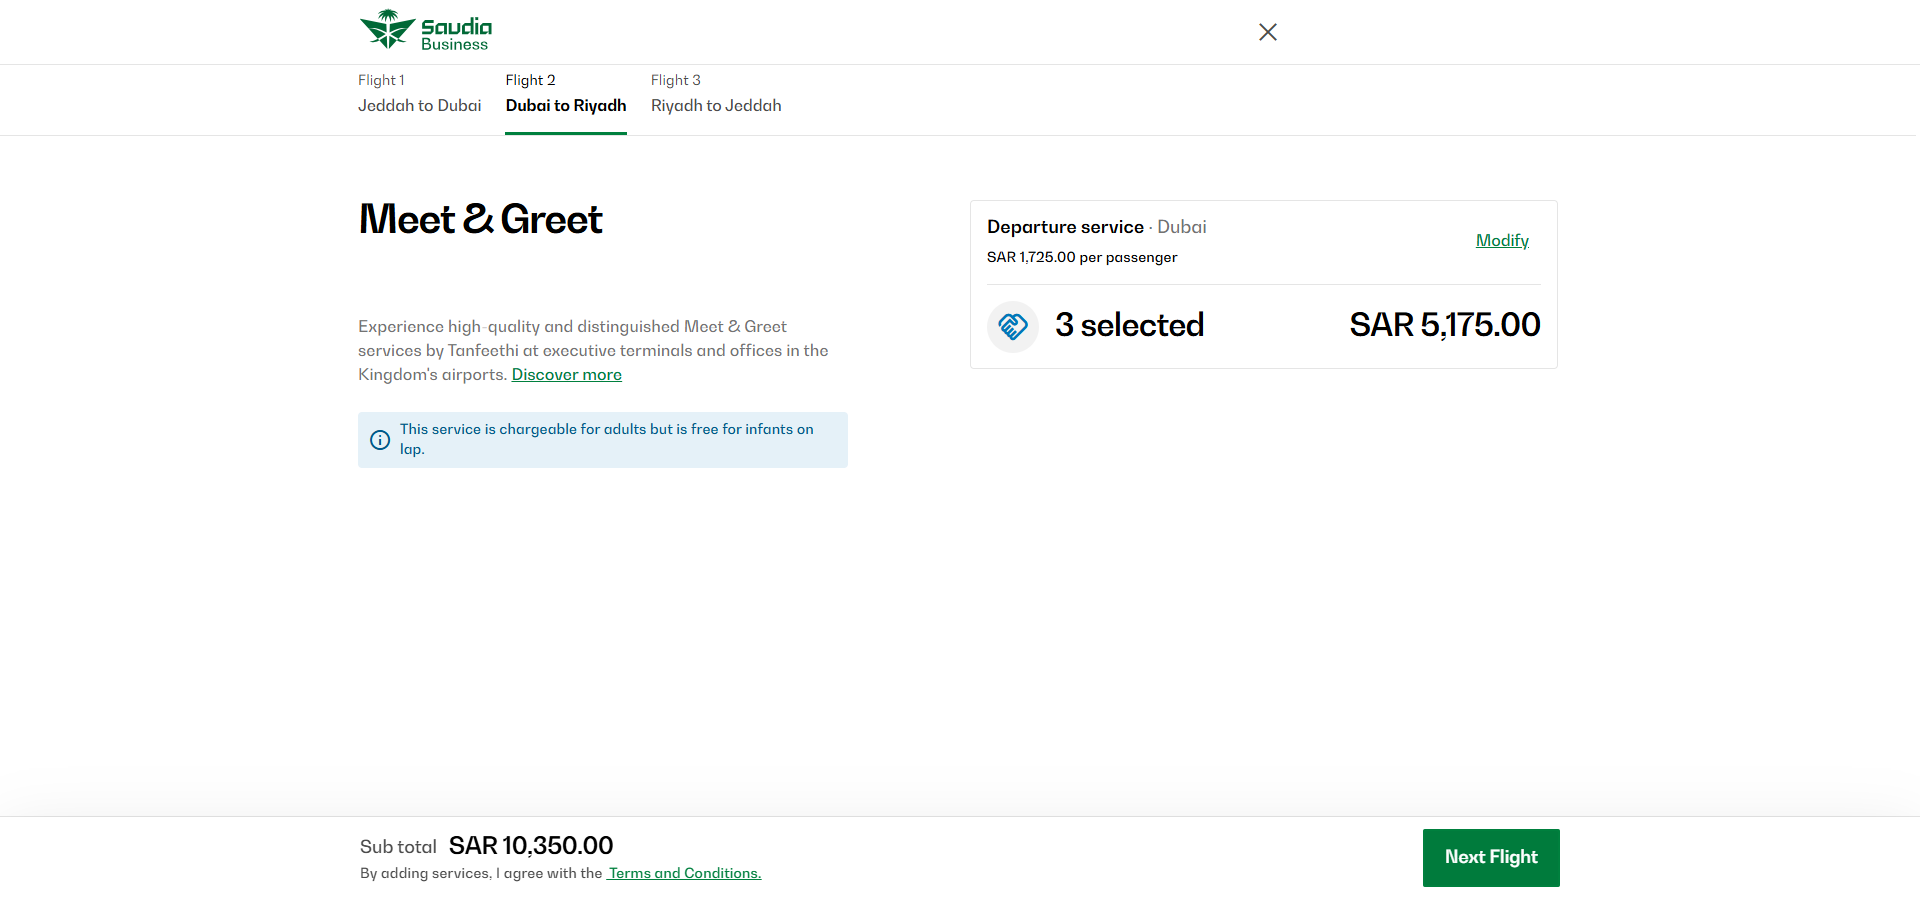 Saudia
Business
Flight 1
Jeddah to Dubai
Flight 2
Dubai to Riyadh
Flight 3
Riyadh to Jeddah
Meet & Greet
Experience high-quality and distinguished Meet & Greet
services by Tanfeethi at executive terminals and offices in the
Kingdom's airports. Discover more
This service is chargeable for adults but is free for infants on
lap.
Departure service · Dubai
SAR 1,725.00 per passenger
Modify
3 selected
SAR 5,175.00
Sub total SAR 10,350.00
By adding services, I agree with the Terms and Conditions.
Next Flight